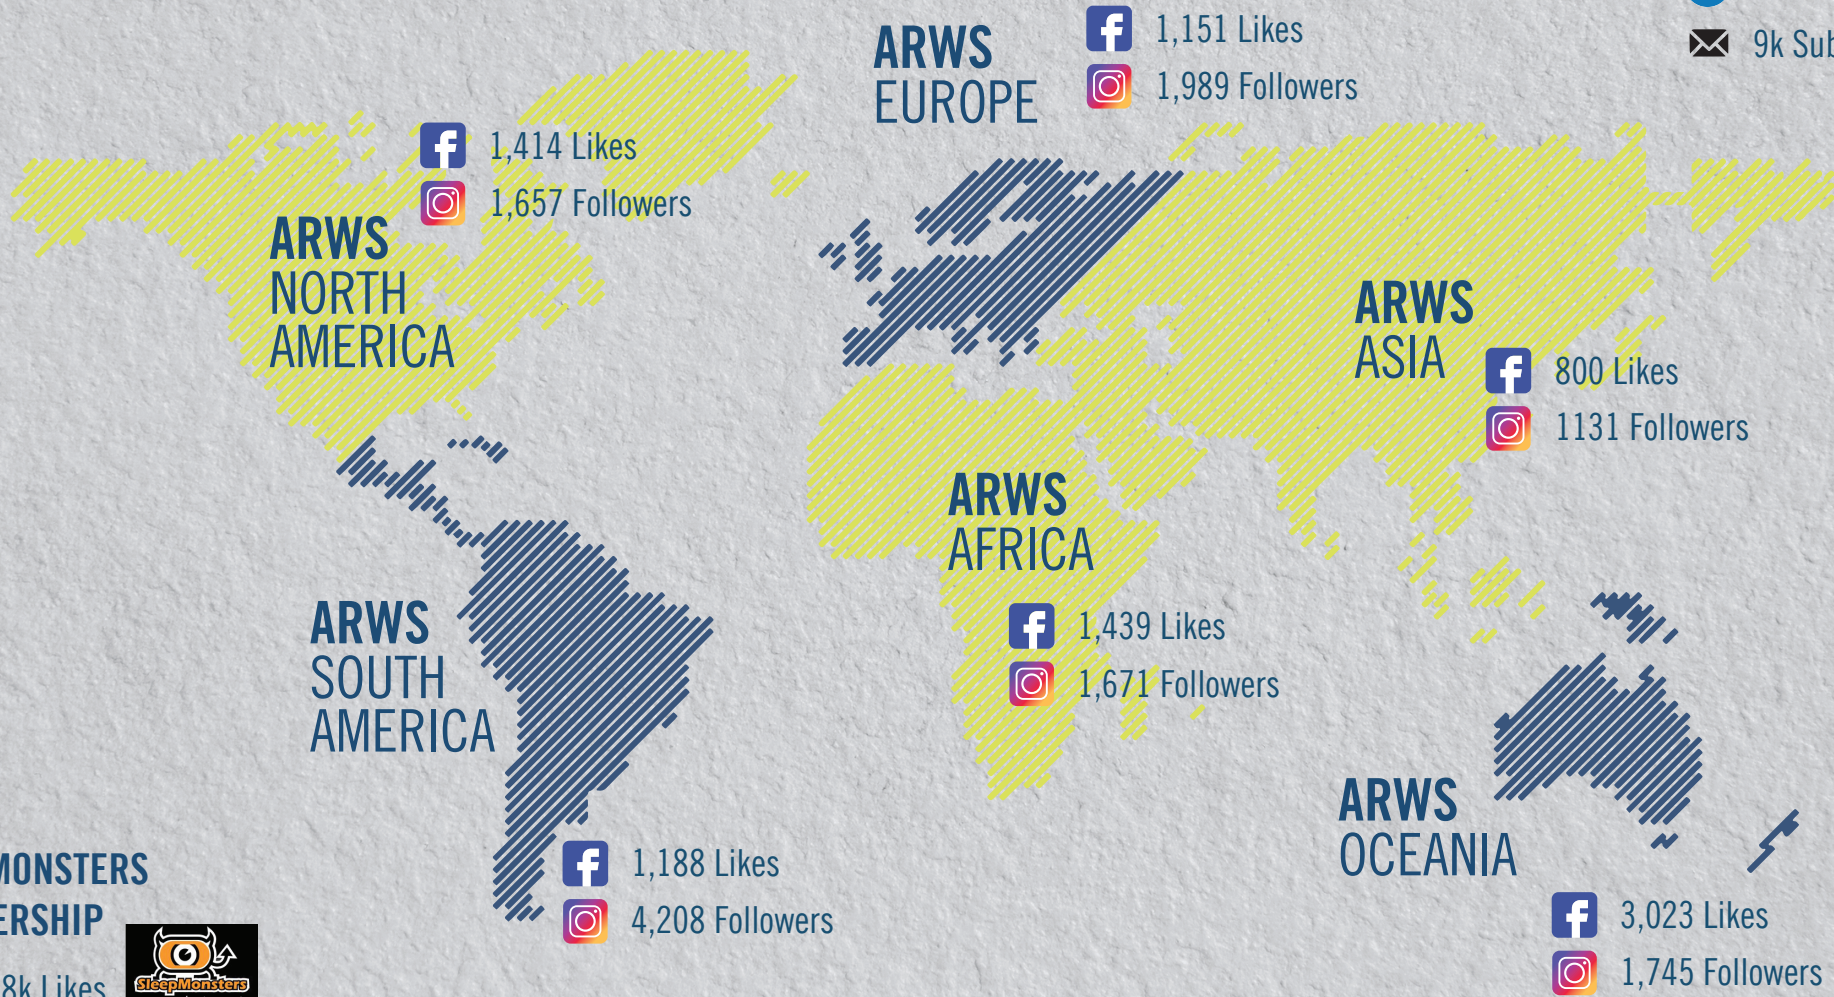 ARWS
EUROPE
1,151 Likes
1,989 Followers
9k
1,414 Likes
1,657 Followers
ARWS
NORTH
AMERICA
ARWS
ASIA
800 Likes
1131 Followers
ARWS
AFRICA
1,439 Likes
1,671 Followers
ARWS
SOUTH
AMERICA
1,188 Likes
4,208 Followers
ARWS
OCEANIA
3,023 Likes
1,745 Followers
MONSTERS
ERSHIP
8k Likes
SleepMonsters